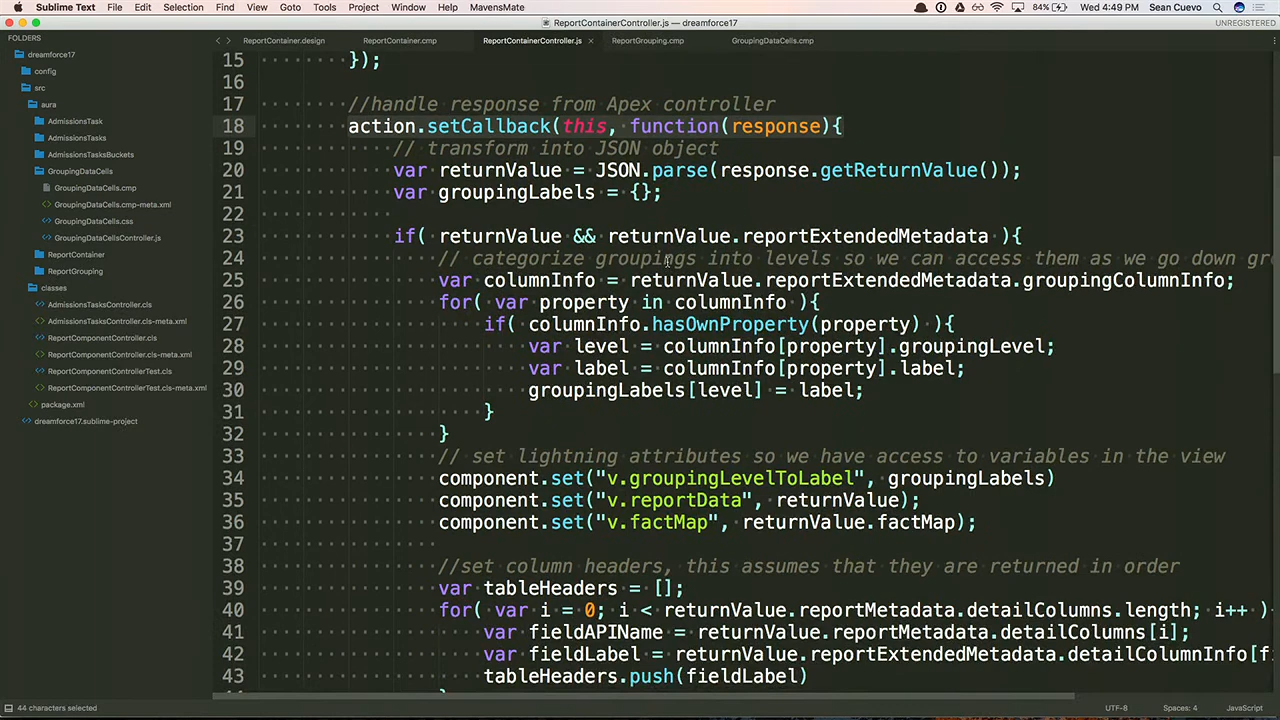 Sublime Text File Edit Selection Find View Goto Tools Project Window Help MavensMate 84% Wed 4:49 PM Sean Cuevo
ReportContainerController.js — dreamforce17 UNREGISTERED
FOLDERS
dreamforce17
config
src
aura
AdmissionsTask
AdmissionsTasks
AdmissionsTasksBuckets
GroupingDataCells
GroupingDataCells.cmp
GroupingDataCells.cmp-meta.xml
GroupingDataCells.css
GroupingDataCellsController.js
ReportContainer
ReportGrouping
classes
AdmissionsTasksController.cls
AdmissionsTasksController.cls-meta.xml
ReportComponentController.cls
ReportComponentController.cls-meta.xml
ReportComponentControllerTest.cls
ReportComponentControllerTest.cls-meta.xml
package.xml
dreamforce17.sublime-project
ReportContainer.design ReportContainer.cmp ReportContainerController.js × ReportGrouping.cmp GroupingDataCells.cmp
15 });
16
17 //handle response from Apex controller
18 action.setCallback(this, function(response){
19 // transform into JSON object
20 var returnValue = JSON.parse(response.getReturnValue());
21 var groupingLabels = {};
22
23 if( returnValue && returnValue.reportExtendedMetadata ){
24 // categorize groupings into levels so we can access them as we go down gr
25 var columnInfo = returnValue.reportExtendedMetadata.groupingColumnInfo;
26 for( var property in columnInfo ){
27 if( columnInfo.hasOwnProperty(property) ){
28 var level = columnInfo[property].groupingLevel;
29 var label = columnInfo[property].label;
30 groupingLabels[level] = label;
31 }
32 }
33 // set lightning attributes so we have access to variables in the view
34 component.set("v.groupingLevelToLabel", groupingLabels)
35 component.set("v.reportData", returnValue);
36 component.set("v.factMap", returnValue.factMap);
37
38 //set column headers, this assumes that they are returned in order
39 var tableHeaders = [];
40 for( var i = 0; i < returnValue.reportMetadata.detailColumns.length; i++ )
41 var fieldAPIName = returnValue.reportMetadata.detailColumns[i];
42 var fieldLabel = returnValue.reportExtendedMetadata.detailColumnInfo[fi
43 tableHeaders.push(fieldLabel)
44 characters selected UTF-8 Spaces: 4 JavaScript